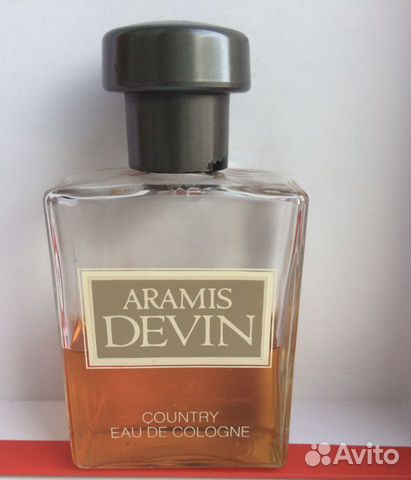 ARAMIS
DEVIN
COUNTRY
EAU DE COLOGNE
Avito